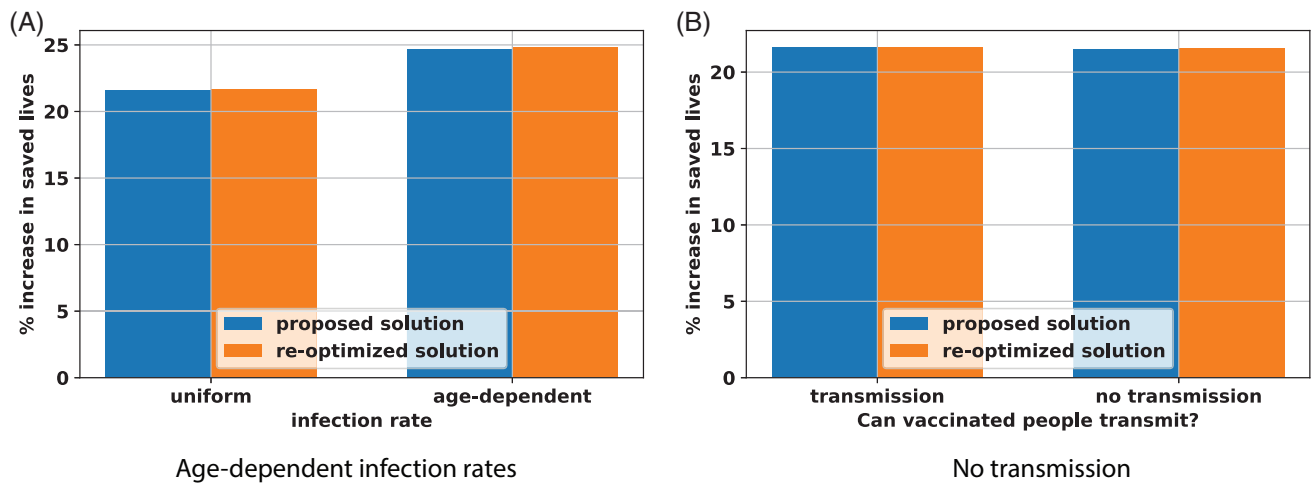 (A)
% increase in saved lives
25
20
15
10
5
0
proposed solution
re-optimized solution
uniform
age-dependent
infection rate
Age-dependent infection rates
(B)
% increase in saved lives
20
15
10
5
0
proposed solution
re-optimized solution
transmission
no transmission
Can vaccinated people transmit?
No transmission